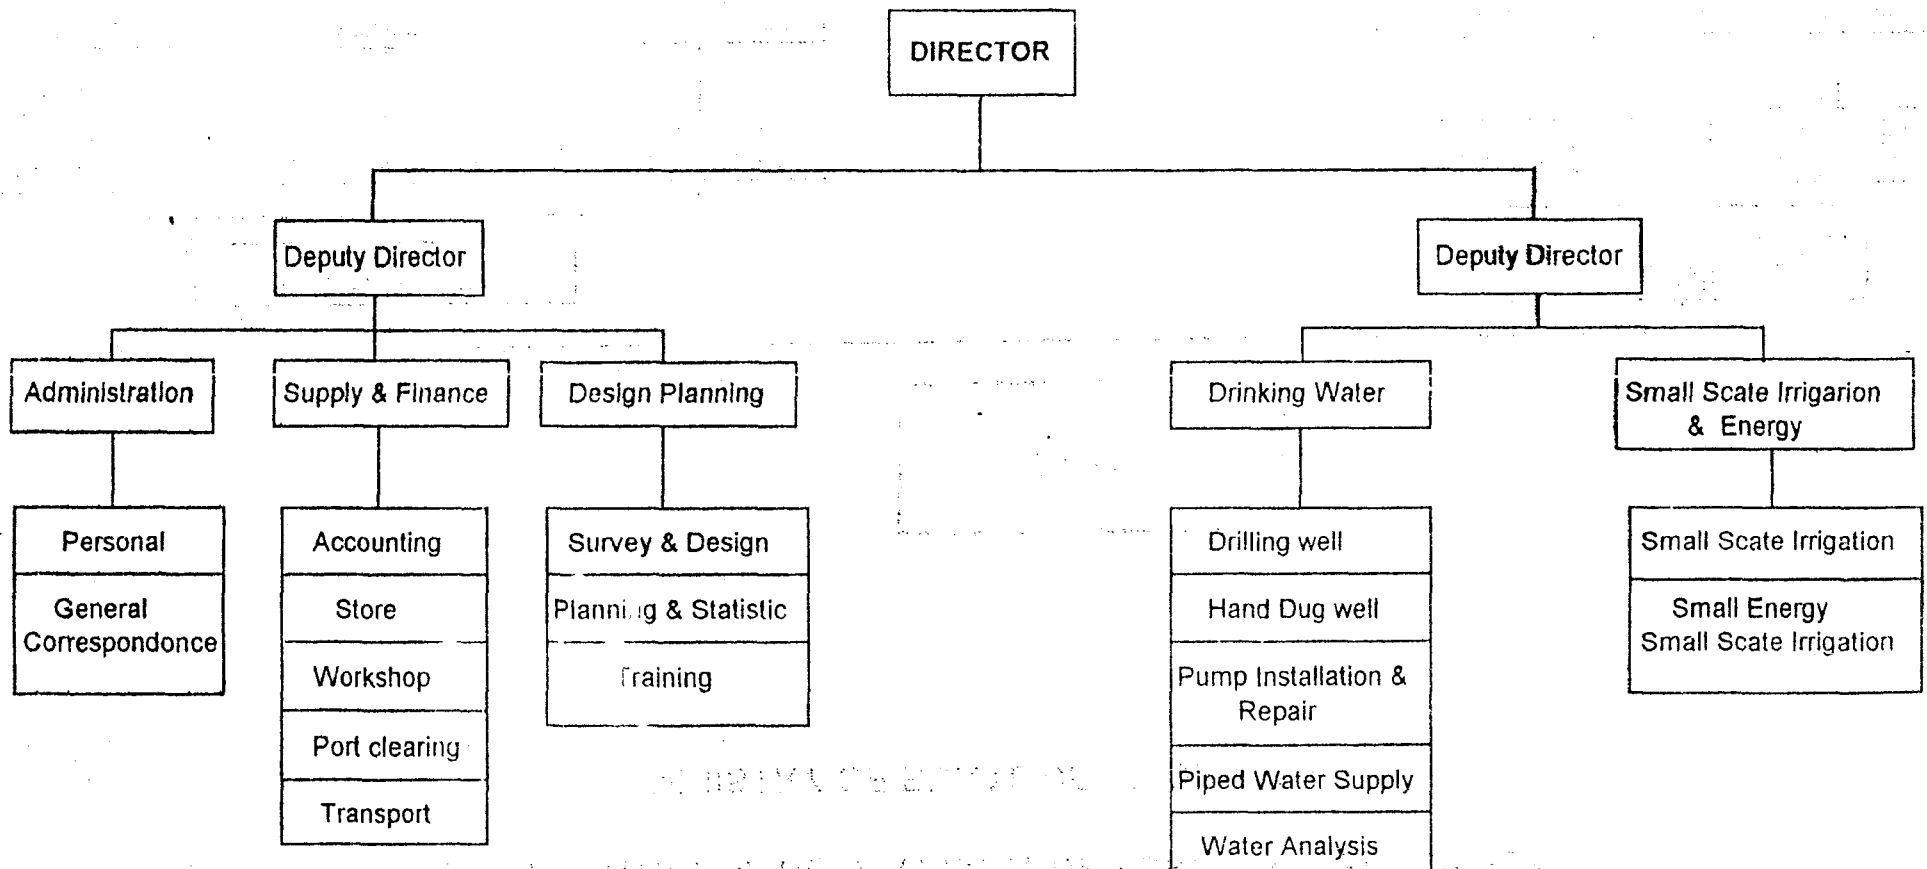 DIRECTOR
Deputy Director
Deputy Director
Administration
Supply & Finance
Design Planning
Drinking Water
Small Scate Irrigarion
& Energy
Personal
General
Correspondonce
Accounting
Store
Workshop
Port clearing
Transport
Survey & Design
Planning & Statistic
Training
Drilling well
Hand Dug well
Pump Installation &
Repair
Piped Water Supply
Water Analysis
Small Scate Irrigation
Small Energy
Small Scate Irrigation